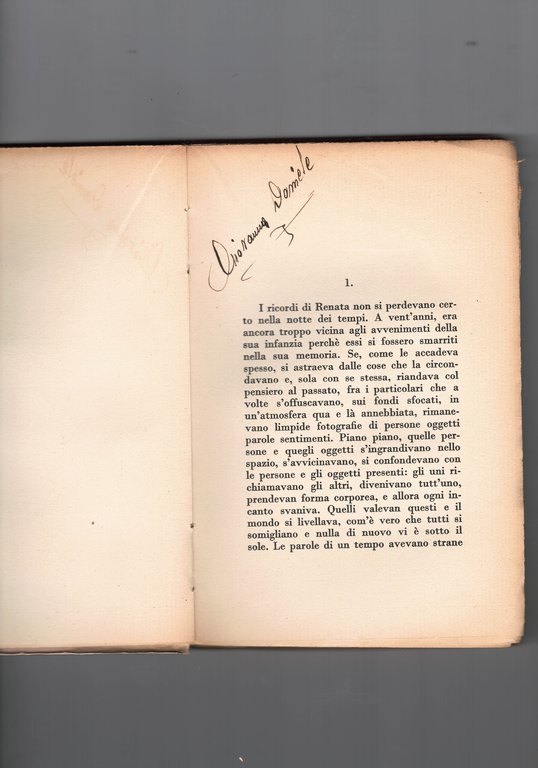 Giovanna Daniele
1.
I ricordi di Renata non si perdevano cer-
to nella notte dei tempi. A vent'anni, era
ancora troppo vicina agli avvenimenti della
sua infanzia perchè essi si fossero smarriti
nella sua memoria. Se, come le accadeva
spesso, si astraeva dalle cose che la circon-
davano e, sola con se stessa, riandava col
pensiero al passato, fra i particolari che a
volte s'offuscavano, sui fondi sfocati, in
un'atmosfera qua e là annebbiata, rimane-
vano limpide fotografie di persone oggetti
parole sentimenti. Piano piano, quelle per-
sone e quegli oggetti s'ingrandivano nello
spazio, s'avvicinavano, si confondevano con
le persone e gli oggetti presenti: gli uni ri-
chiamavano gli altri, divenivano tutt'uno,
prendevan forma corporea, e allora ogni in-
canto svaniva. Quelli valevan questi e il
mondo si livellava, com'è vero che tutti si
somigliano e nulla di nuovo vi è sotto il
sole. Le parole di un tempo avevano strane